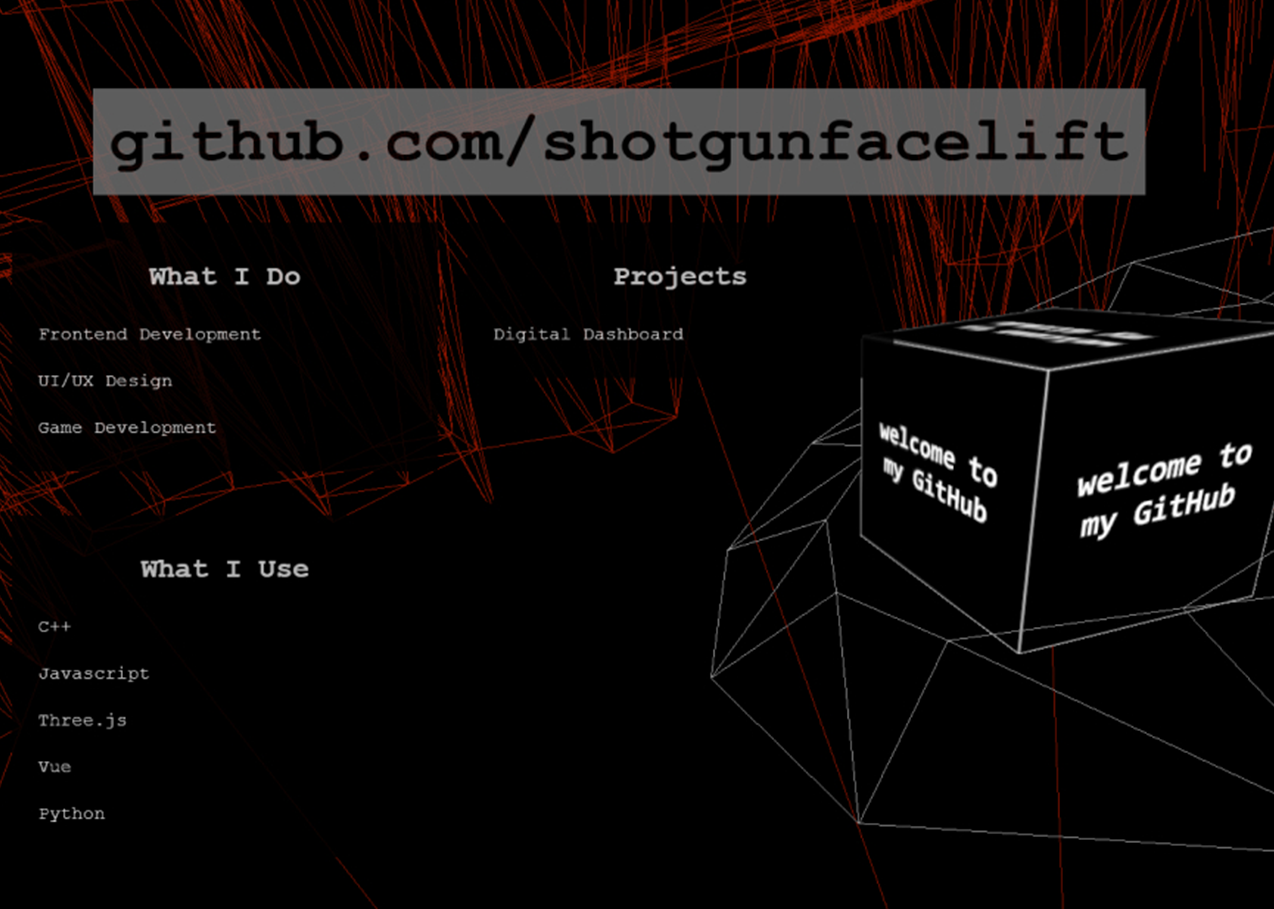 github.com/shotgunfacelift
What I Do
Frontend Development
UI/UX Design
Game Development
Projects
Digital Dashboard
What I Use
C++
Javascript
Three.js
Vue
Python
welcome to
my GitHub
welcome to
my GitHub